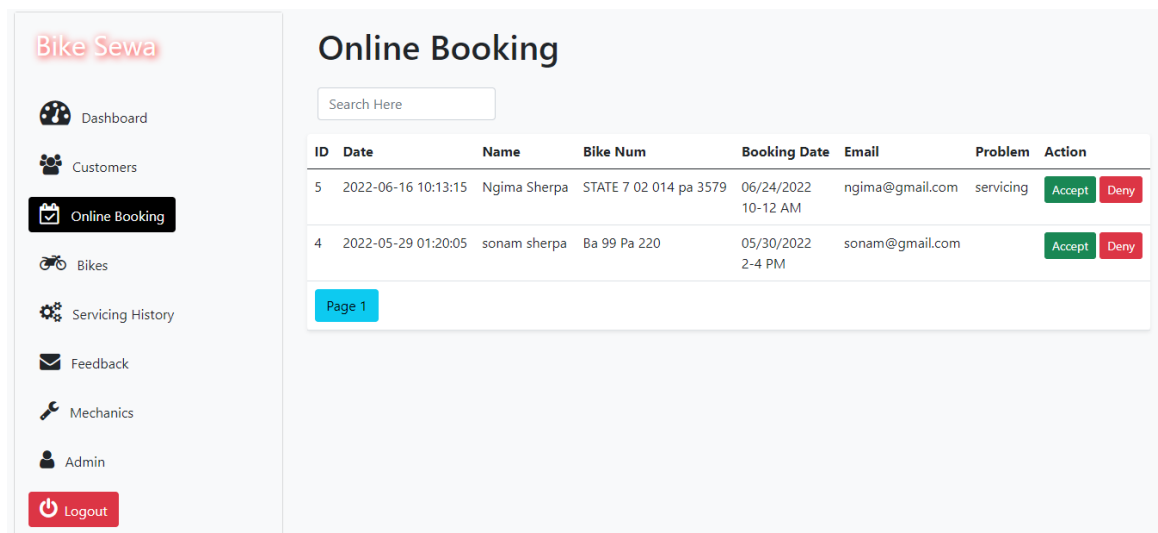 Bike Sewa
Dashboard
Customers
Online Booking
Bikes
Servicing History
Feedback
Mechanics
Admin
Logout
Online Booking
Search Here
ID Date Name Bike Num Booking Date Email Problem Action
5 2022-06-16 10:13:15 Ngima Sherpa STATE 7 02 014 pa 3579 06/24/2022 ngima@gmail.com servicing Accept Deny
10-12 AM
4 2022-05-29 01:20:05 sonam sherpa Ba 99 Pa 220 05/30/2022 sonam@gmail.com Accept Deny
2-4 PM
Page 1